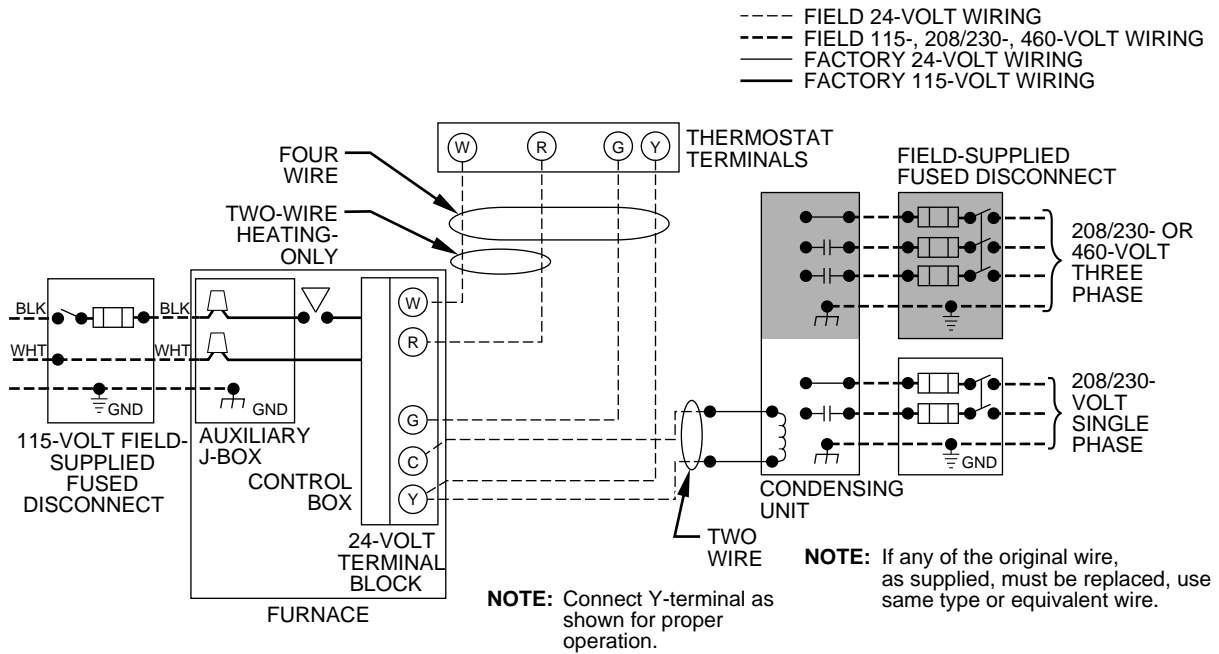 FIELD 24-VOLT WIRING
FIELD 115-, 208/230-, 460-VOLT WIRING
FACTORY 24-VOLT WIRING
FACTORY 115-VOLT WIRING
W
R
G
Y
THERMOSTAT
TERMINALS
FOUR
WIRE
TWO-WIRE
HEATING-
ONLY
FIELD-SUPPLIED
FUSED DISCONNECT
208/230- OR
460-VOLT
THREE
PHASE
BLK
BLK
WHT
WHT
GND
GND
W
R
G
C
Y
115-VOLT FIELD-
SUPPLIED
FUSED
DISCONNECT
AUXILIARY
J-BOX
CONTROL
BOX
24-VOLT
TERMINAL
BLOCK
FURNACE
208/230-
VOLT
SINGLE
PHASE
GND
CONDENSING
UNIT
TWO
WIRE
NOTE: Connect Y-terminal as
shown for proper
operation.
NOTE: If any of the original wire,
as supplied, must be replaced, use
same type or equivalent wire.